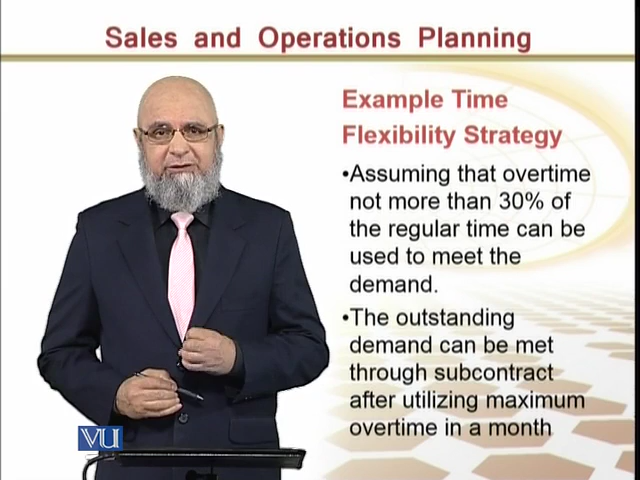 Sales and Operations Planning
Example Time
Flexibility Strategy
•Assuming that overtime
not more than 30% of
the regular time can be
used to meet the
demand.
•The outstanding
demand can be met
through subcontract
after utilizing maximum
overtime in a month
VU